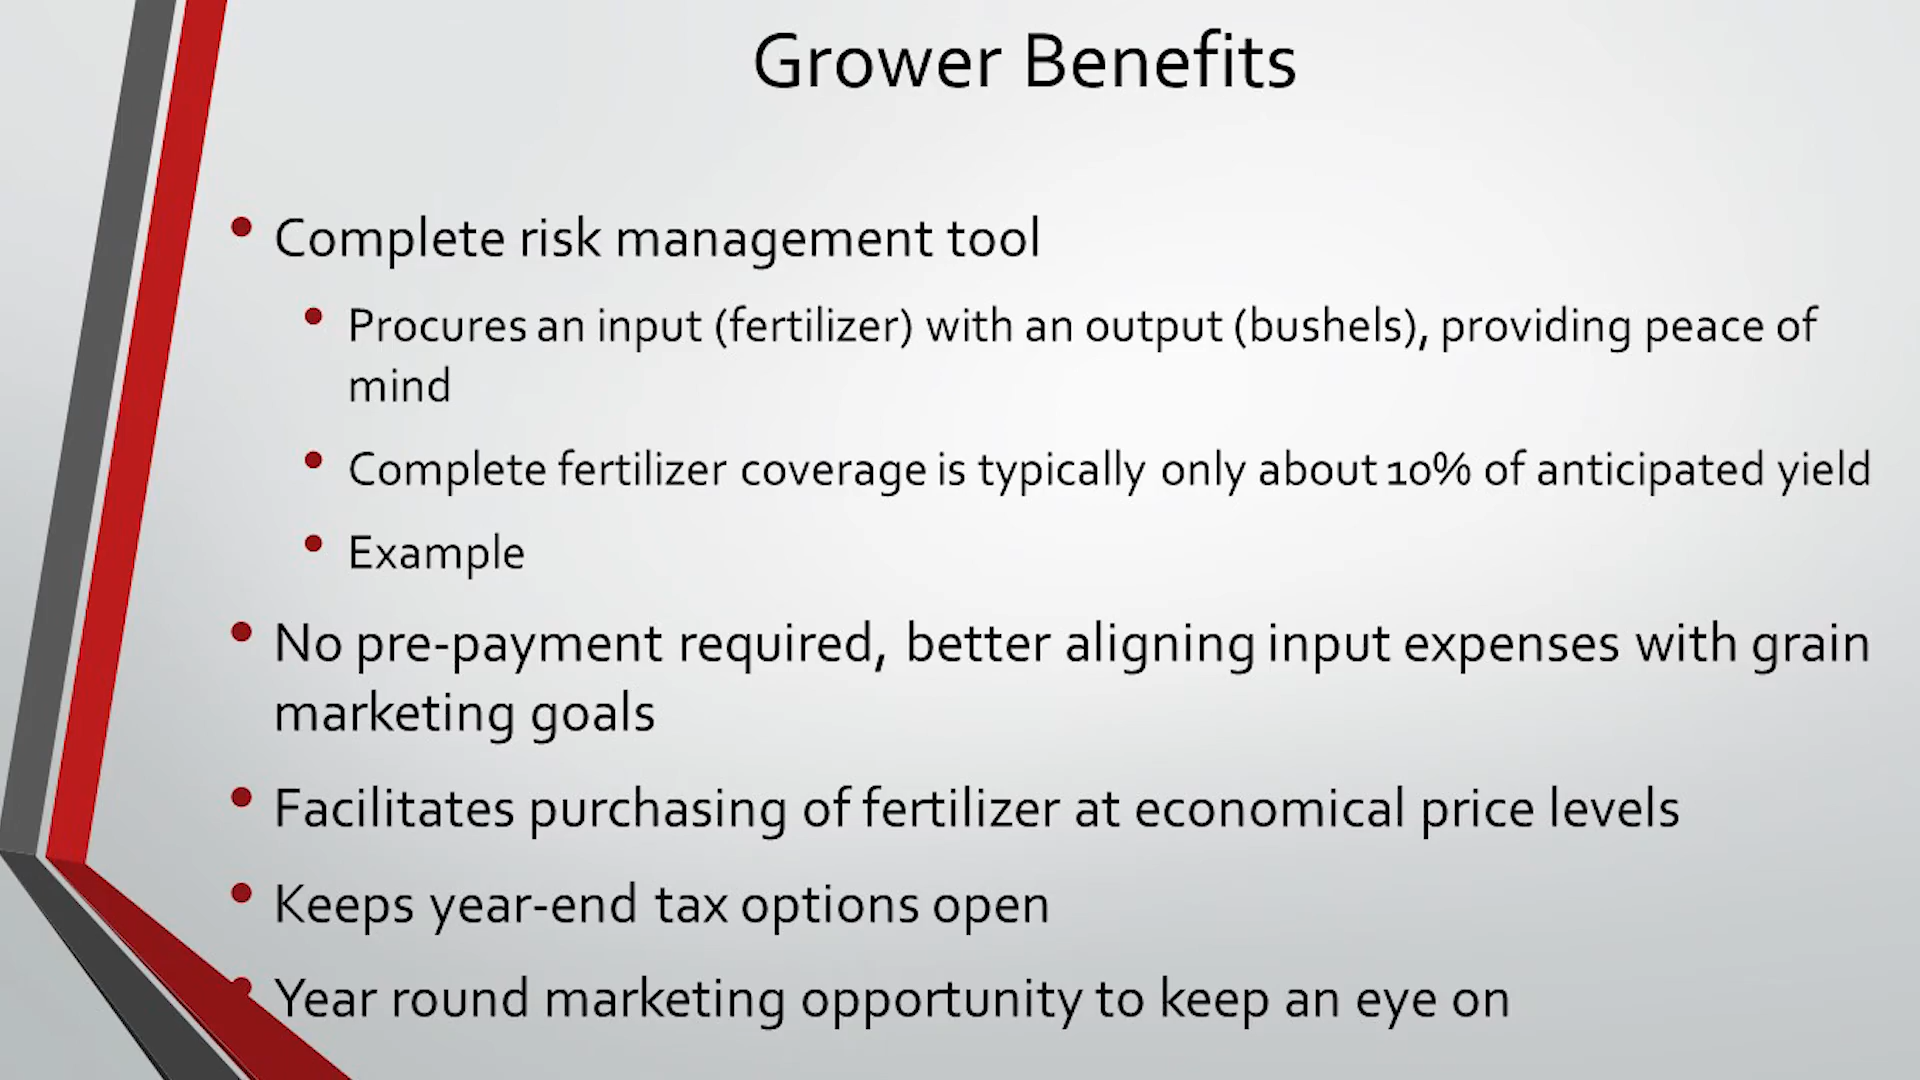 Grower Benefits
• Complete risk management tool
• Procures an input (fertilizer) with an output (bushels), providing peace of
mind
• Complete fertilizer coverage is typically only about 10% of anticipated yield
• Example
• No pre-payment required, better aligning input expenses with grain
marketing goals
• Facilitates purchasing of fertilizer at economical price levels
• Keeps year-end tax options open
• Year round marketing opportunity to keep an eye on